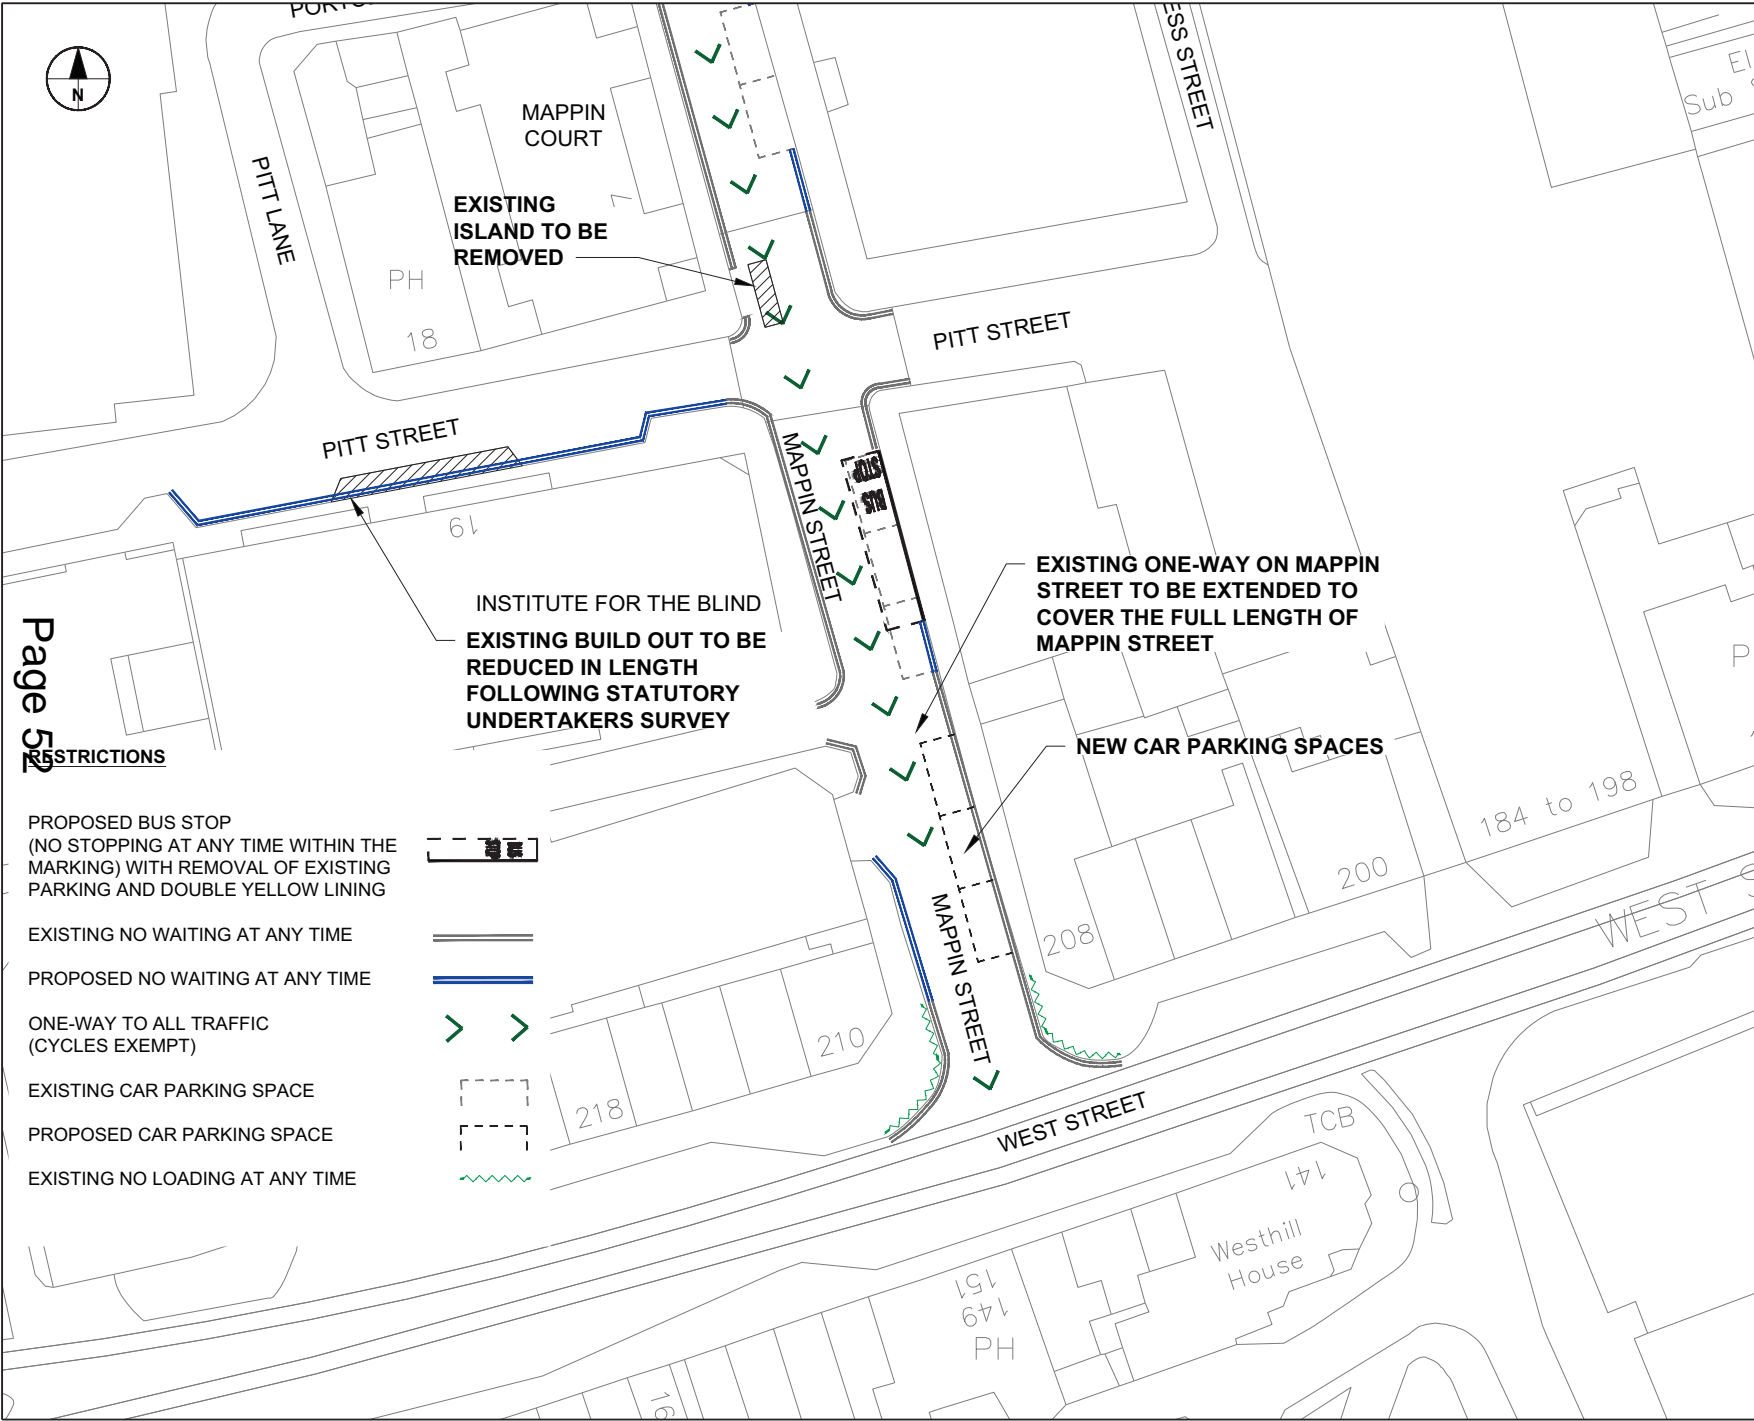 N
MAPPIN
COURT
PITT LANE
EXISTING
ISLAND TO BE
REMOVED
PH
18
7
PITT STREET
PITT STREET
MAPPIN STREET
STOP
BUS
19
INSTITUTE FOR THE BLIND
EXISTING BUILD OUT TO BE
REDUCED IN LENGTH
FOLLOWING STATUTORY
UNDERTAKERS SURVEY
EXISTING ONE-WAY ON MAPPIN
STREET TO BE EXTENDED TO
COVER THE FULL LENGTH OF
MAPPIN STREET
NEW CAR PARKING SPACES
Sub
P
184 to 198
200
208
WEST S
MAPPIN STREET
210
218
WEST STREET
TCB
141
Westhill
House
151
149
PH
16
Page 52
RESTRICTIONS
PROPOSED BUS STOP
(NO STOPPING AT ANY TIME WITHIN THE
MARKING) WITH REMOVAL OF EXISTING
PARKING AND DOUBLE YELLOW LINING
EXISTING NO WAITING AT ANY TIME
PROPOSED NO WAITING AT ANY TIME
ONE-WAY TO ALL TRAFFIC
(CYCLES EXEMPT)
EXISTING CAR PARKING SPACE
PROPOSED CAR PARKING SPACE
EXISTING NO LOADING AT ANY TIME